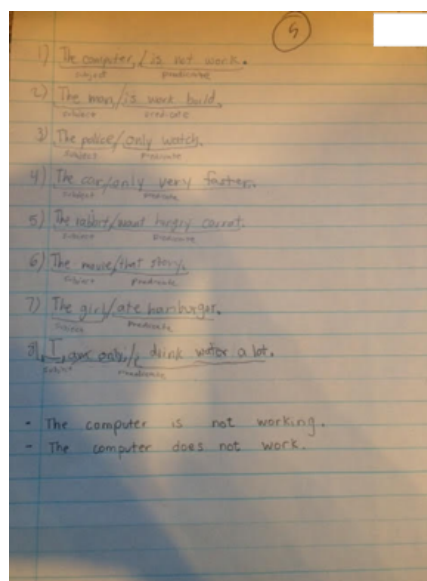 5
1) The computer, / is not work.
subject predicate
2) The man / is work build.
subject predicate
3) The police / only watch.
subject predicate
4) The car / only very faster.
subject predicate
5) The rabbit / want hungry carrot.
subject predicate
6) The movie / that story.
subject predicate
7) The girl / ate hamburger.
subject predicate
8) I, only, / drink water a lot.
subject predicate
- The computer is not working.
- The computer does not work.